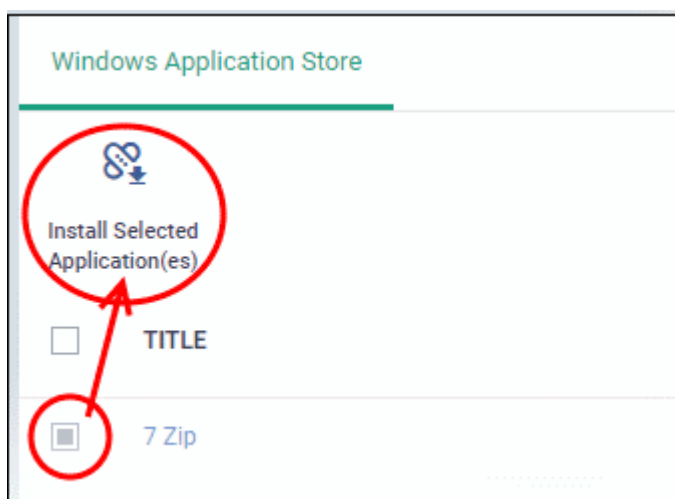 Windows Application Store
Install Selected
Application(es)
TITLE
7 Zip